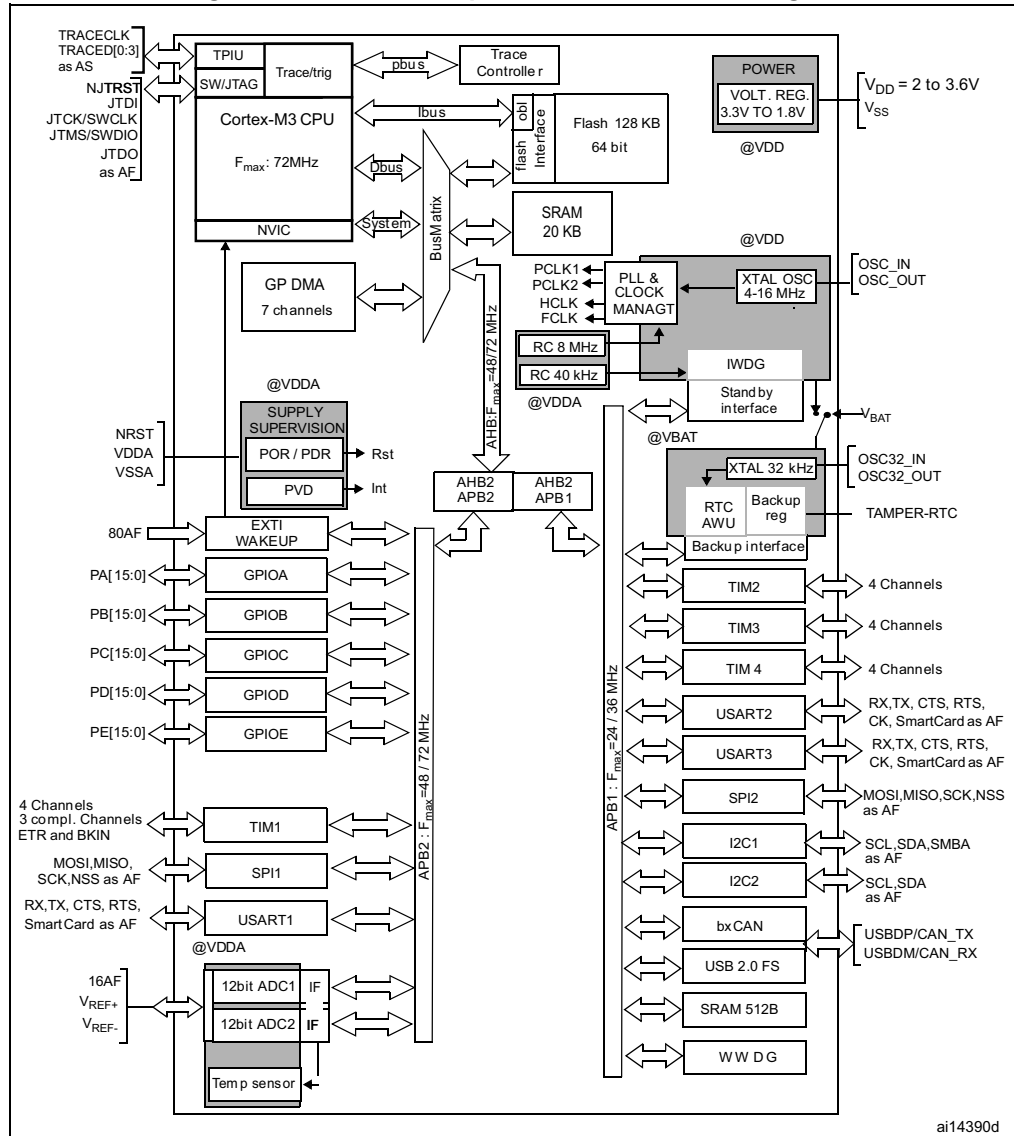 TRACECLK
TRACED[0:3]
as AS
NJTRST
JTDI
JTCK/SWCLK
JTMS/SWDIO
JTDO
as AF
TPIU
SW/JTAG
Trace/trig
Cortex-M3 CPU
Fmax: 72MHz
NVIC
pbus
Trace
Controller
Ibus
Dbus
System
BusMatrix
flash obl
Interface
Flash 128 KB
64 bit
SRAM
20 KB
POWER
VOLT. REG.
3.3V TO 1.8V
@VDD
VDD = 2 to 3.6V
VSS
GP DMA
7 channels
AHB:Fmax=48/72 MHz
PCLK1
PCLK2
HCLK
FCLK
PLL &
CLOCK
MANAGT
@VDD
XTAL OSC
4-16 MHz
OSC_IN
OSC_OUT
RC 8 MHz
RC 40 kHz
@VDDA
IWDG
Stand by
interface
VBAT
@VBAT
XTAL 32 kHz
OSC32_IN
OSC32_OUT
RTC
AWU
Backup
reg
TAMPER-RTC
Backup interface
@VDDA
SUPPLY
SUPERVISION
NRST
VDDA
VSSA
POR / PDR
Rst
PVD
Int
AHB2
APB2
AHB2
APB1
80AF
EXTI
WAKEUP
PA[15:0]
GPIOA
PB[15:0]
GPIOB
PC[15:0]
GPIOC
PD[15:0]
GPIOD
PE[15:0]
GPIOE
APB2 : Fmax=48 / 72 MHz
4 Channels
3 compl. Channels
ETR and BKIN
TIM1
MOSI,MISO,
SCK,NSS as AF
SPI1
RX,TX, CTS, RTS,
SmartCard as AF
USART1
@VDDA
16AF
VREF+
VREF-
12bit ADC1 IF
12bit ADC2 IF
Temp sensor
APB1 : Fmax=24 / 36 MHz
TIM2
4 Channels
TIM3
4 Channels
TIM 4
4 Channels
USART2
RX,TX, CTS, RTS,
CK, SmartCard as AF
USART3
RX,TX, CTS, RTS,
CK, SmartCard as AF
SPI2
MOSI,MISO,SCK,NSS
as AF
I2C1
SCL,SDA,SMBA
as AF
I2C2
SCL,SDA
as AF
bxCAN
USBDP/CAN_TX
USBDM/CAN_RX
USB 2.0 FS
SRAM 512B
WWDG
ai14390d